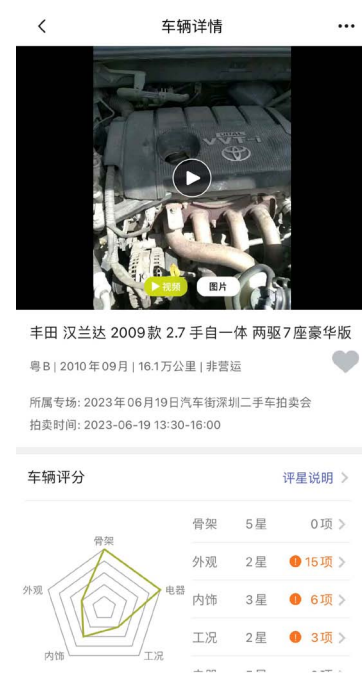 车辆详情
VVT-i
视频
图片
丰田 汉兰达 2009款 2.7 手自一体 两驱7座豪华版
粤B | 2010年09月 | 16.1万公里 | 非营运
所属专场: 2023年06月19日汽车街深圳二手车拍卖会
拍卖时间: 2023-06-19 13:30-16:00
车辆评分 评星说明
骨架
外观
电器
内饰
工况
骨架 5星 0项
外观 2星 15项
内饰 3星 6项
工况 2星 3项